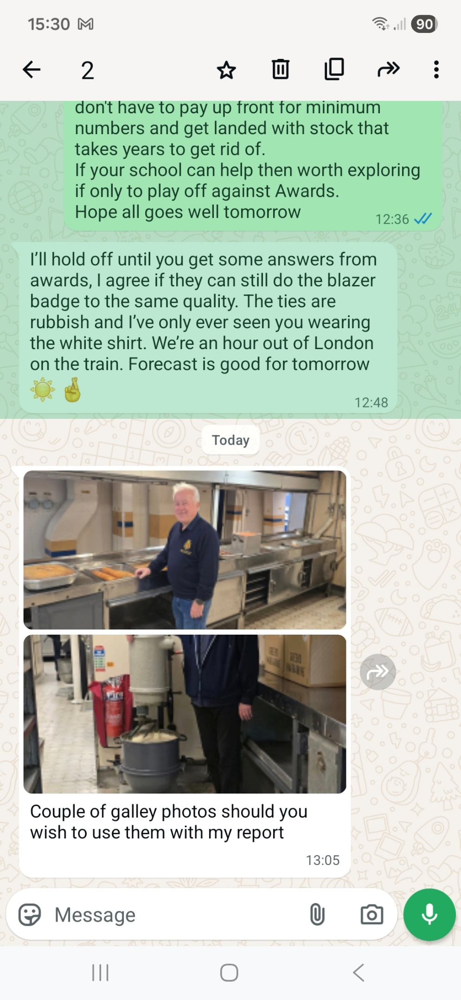 15:30
90
2
don't have to pay up front for minimum
numbers and get landed with stock that
takes years to get rid of.
If your school can help then worth exploring
if only to play off against Awards.
Hope all goes well tomorrow
12:36
I’ll hold off until you get some answers from
awards, I agree if they can still do the blazer
badge to the same quality. The ties are
rubbish and I’ve only ever seen you wearing
the white shirt. We’re an hour out of London
on the train. Forecast is good for tomorrow
☀️ 🤞
12:48
Today
Fire
Couple of galley photos should you
wish to use them with my report
13:05
Message